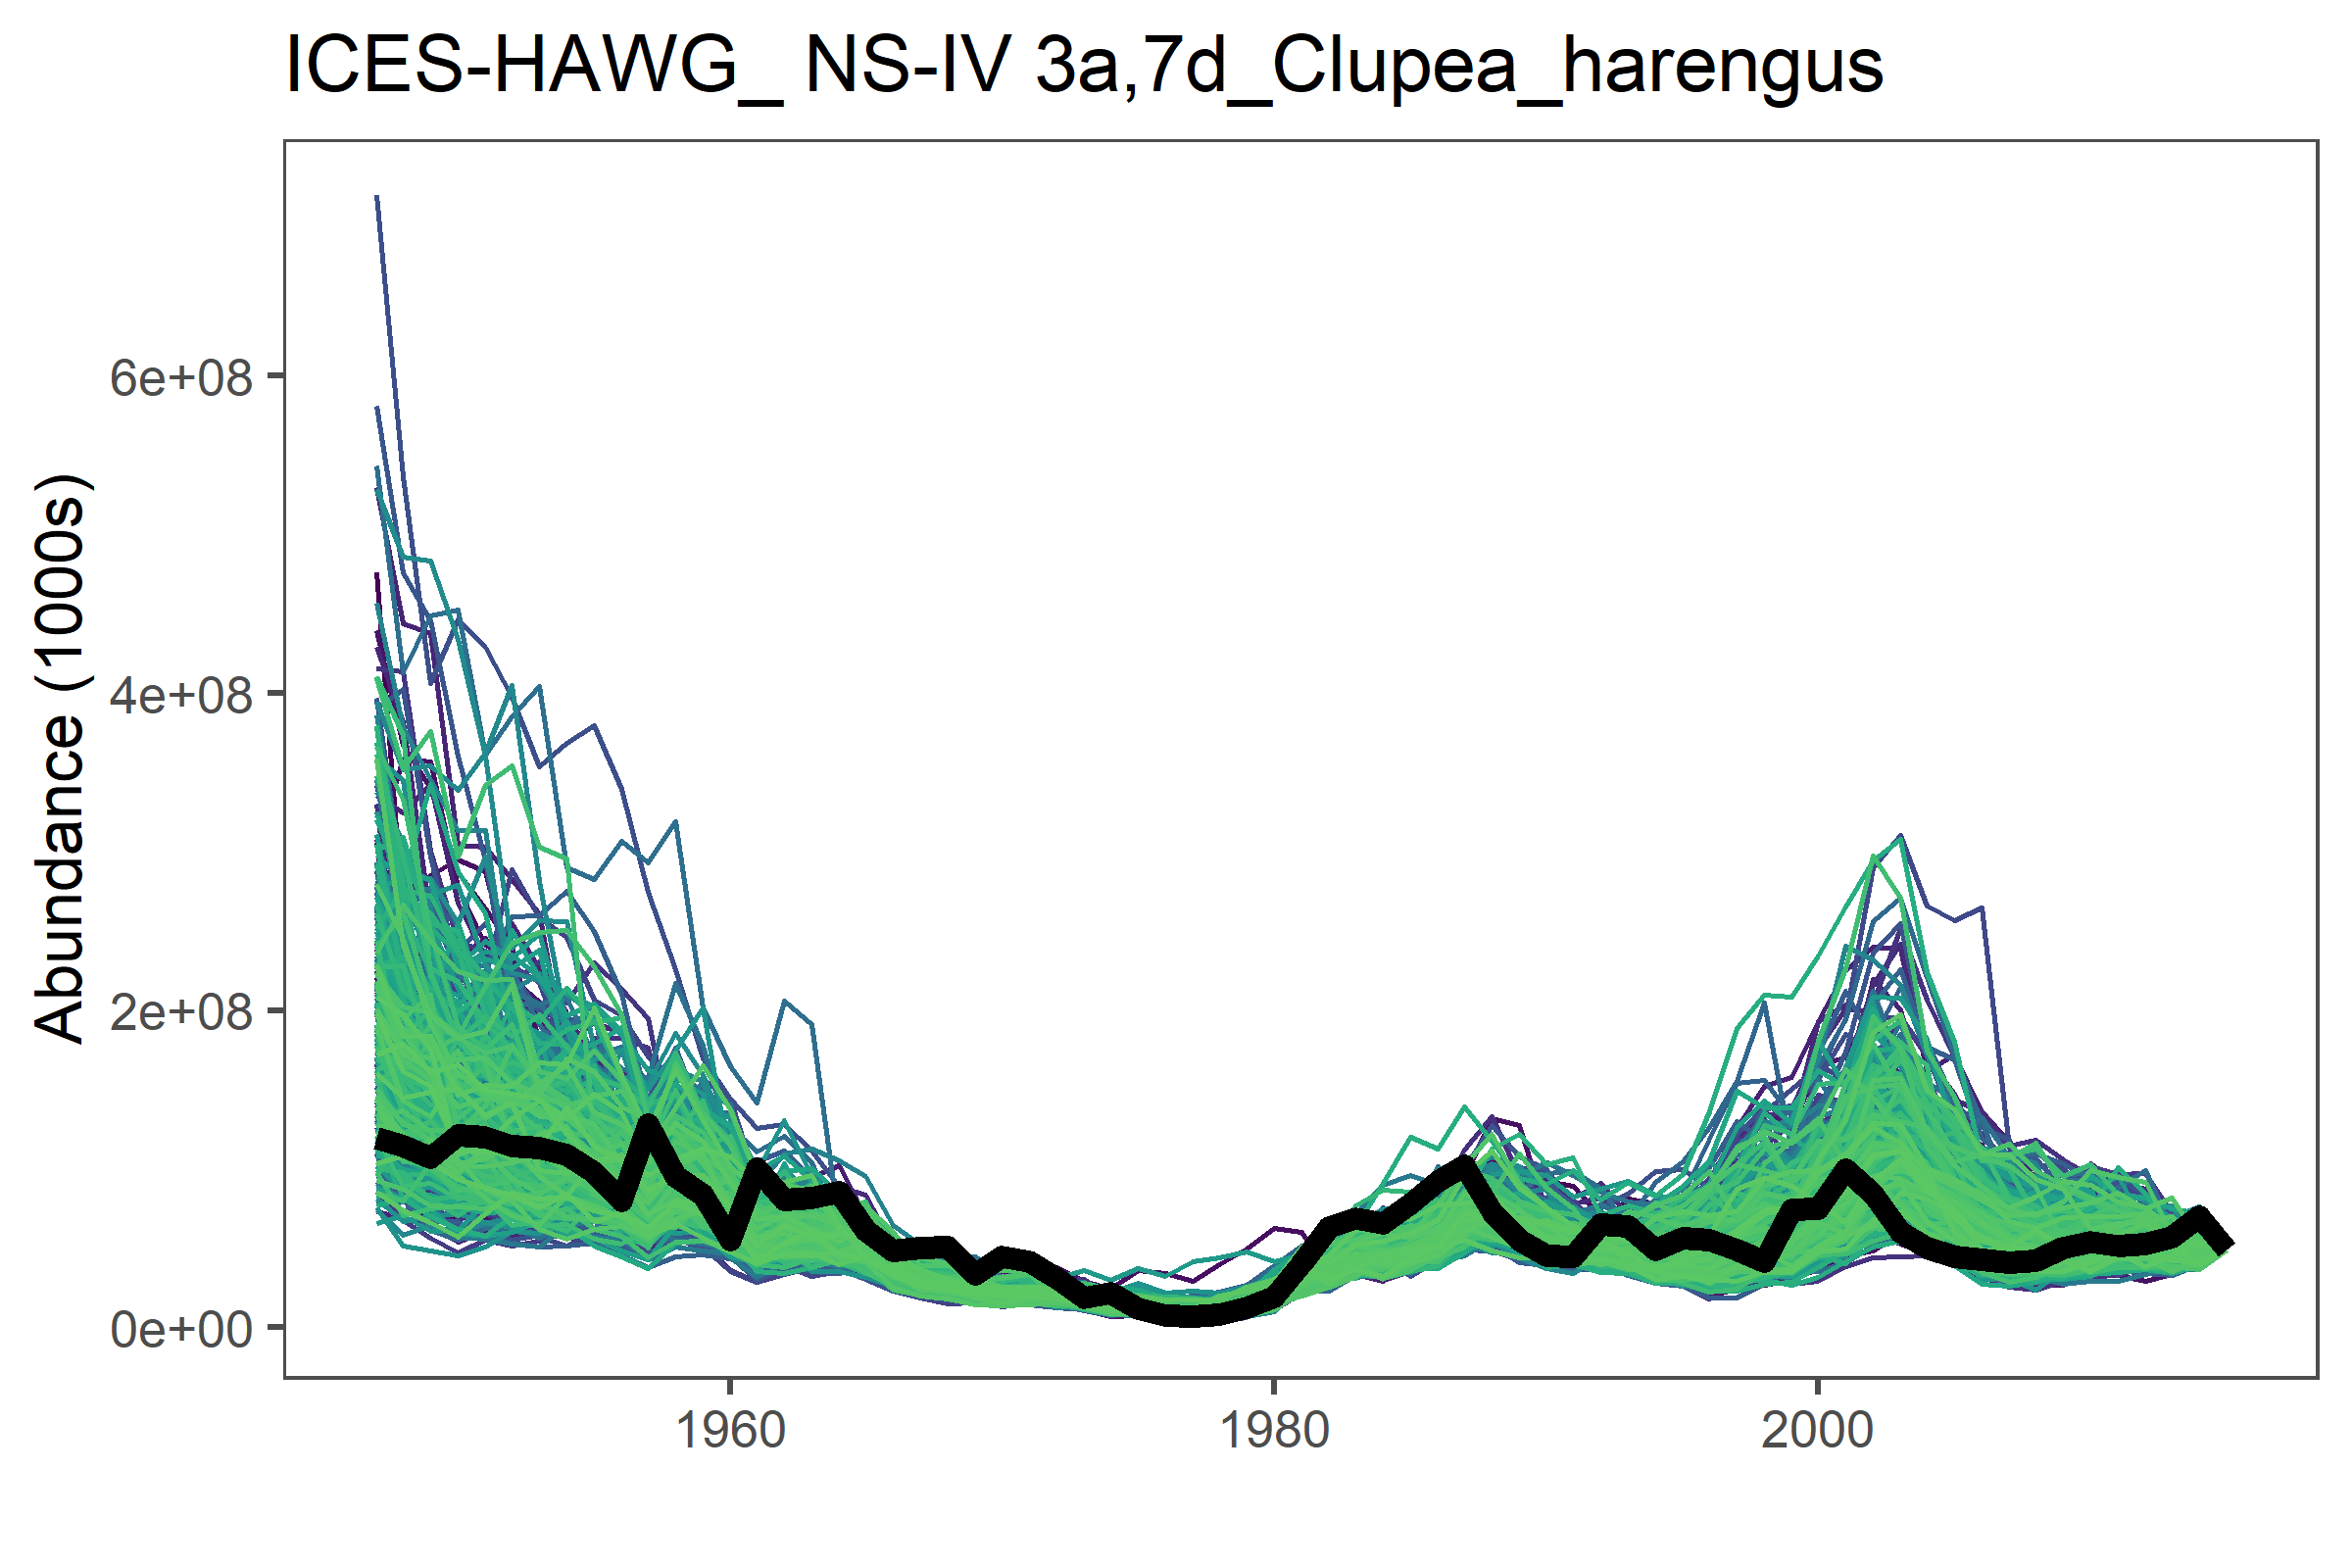 ICES-HAWG_ NS-IV 3a,7d_Clupea_harengus
Abundance (1000s)
6e+08
4e+08
2e+08
0e+00
1960
1980
2000